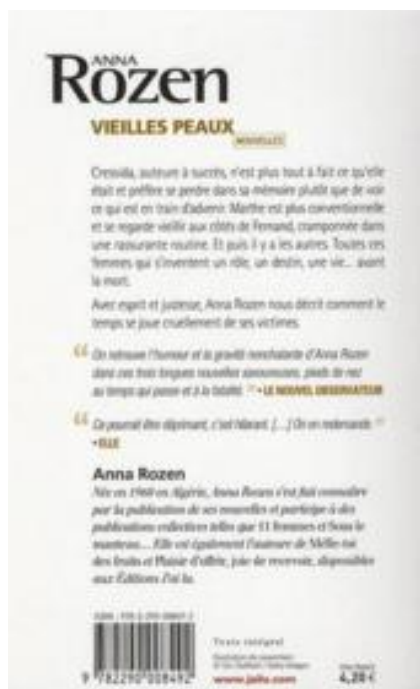 ANNA
Rozen
VIEILLES PEAUX
NOUVELLES
Cressida, auteure à succès, n'est plus tout à fait ce qu'elle
était et préfère se perdre dans sa mémoire plutôt que de voir
ce qui est en train d'advenir. Marthe est plus conventionnelle
et se regarde vieillir aux côtés de Fernand, cramponnée dans
une rassurante routine. Et puis il y a les autres. Toutes ces
femmes qui s'inventent un rôle, un destin, une vie... avant
la mort.
Avec esprit et justesse, Anna Rozen nous décrit comment le
temps se joue cruellement de ses victimes.
“ On retrouve l'humour et la gravité nonchalante d'Anna Rozen
dans ces trois longues nouvelles savoureuses, pieds de nez
au temps qui passe et à la fatalité. ” • LE NOUVEL OBSERVATEUR
“ Ce pourrait être déprimant, c'est hilarant. [...] On en redemande. ”
• ELLE
Anna Rozen
Née en 1960 en Algérie, Anna Rozen s'est fait connaître
par la publication de ses nouvelles et participe à des
publications collectives telles que 11 femmes et Sous le
manteau... Elle est également l'auteure de Méfie-toi
des fruits et Plaisir d'offrir, joie de recevoir, disponibles
aux Éditions J'ai lu.
Texte intégral
9 782290 008492
www.jailu.com
4,20 €